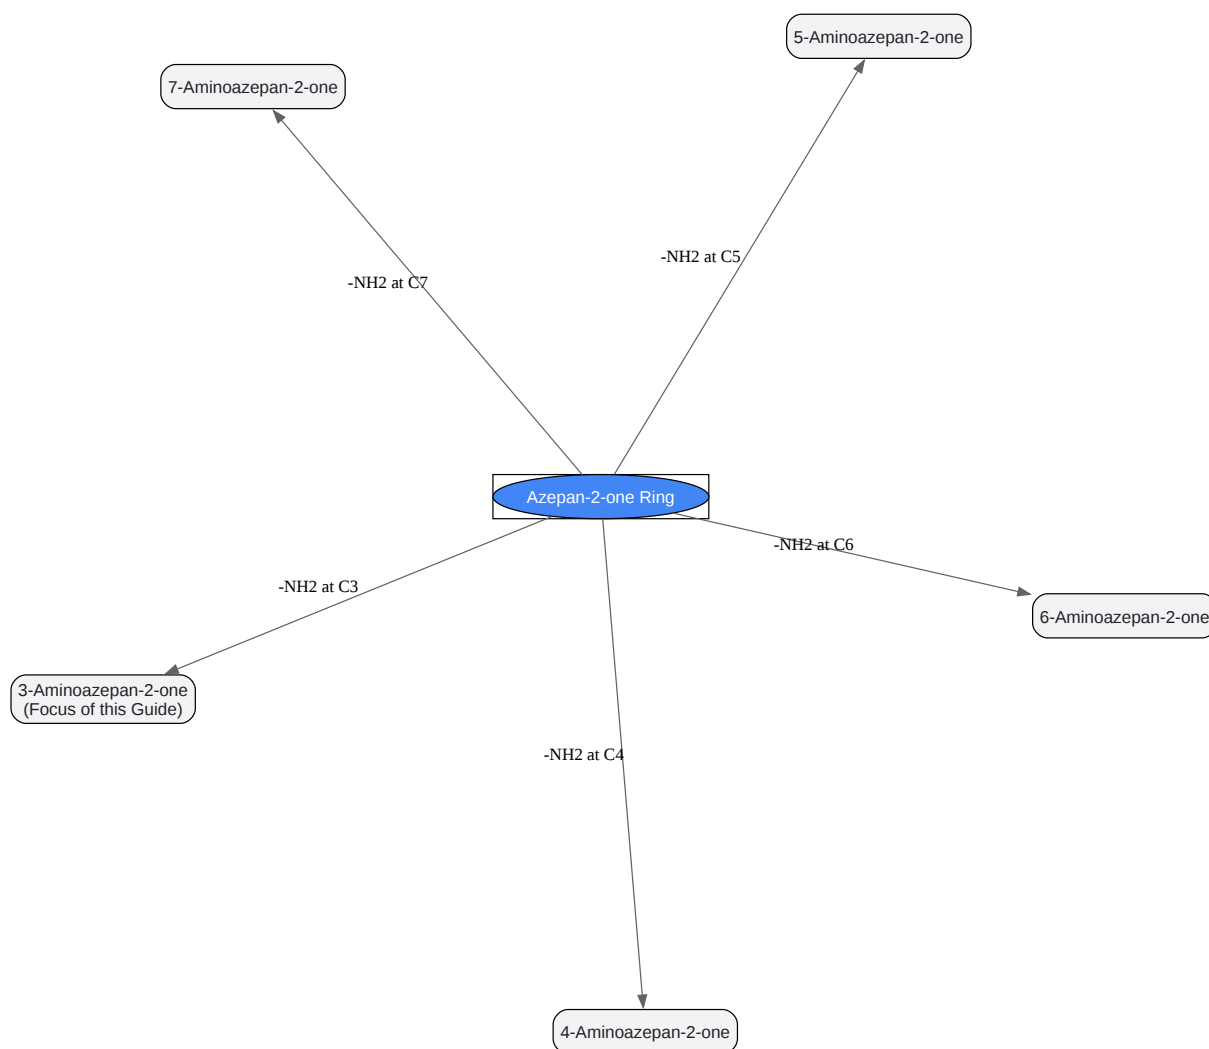 5-Aminoazepan-2-one
7-Aminoazepan-2-one
-NH2 at C5
-NH2 at C7
Azepan-2-one Ring
-NH2 at C6
-NH2 at C3
6-Aminoazepan-2-one
3-Aminoazepan-2-one
(Focus of this Guide)
-NH2 at C4
4-Aminoazepan-2-one